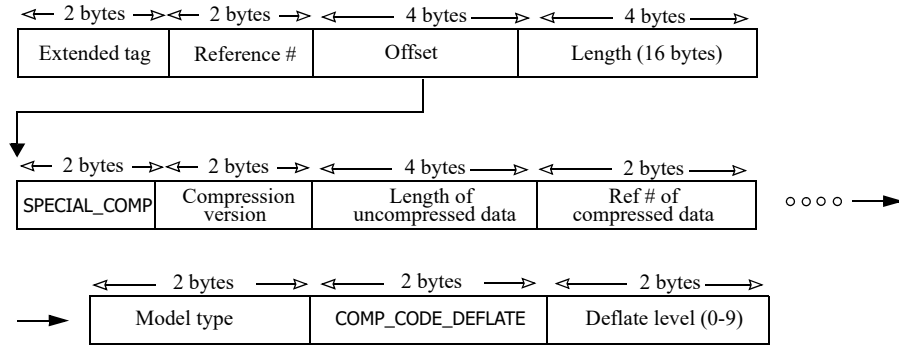 2 bytes 2 bytes 4 bytes 4 bytes
Extended tag Reference # Offset Length (16 bytes)
2 bytes 2 bytes 4 bytes 2 bytes
SPECIAL_COMP Compression version Length of uncompressed data Ref # of compressed data
2 bytes 2 bytes 2 bytes
Model type COMP_CODE_DEFLATE Deflate level (0-9)